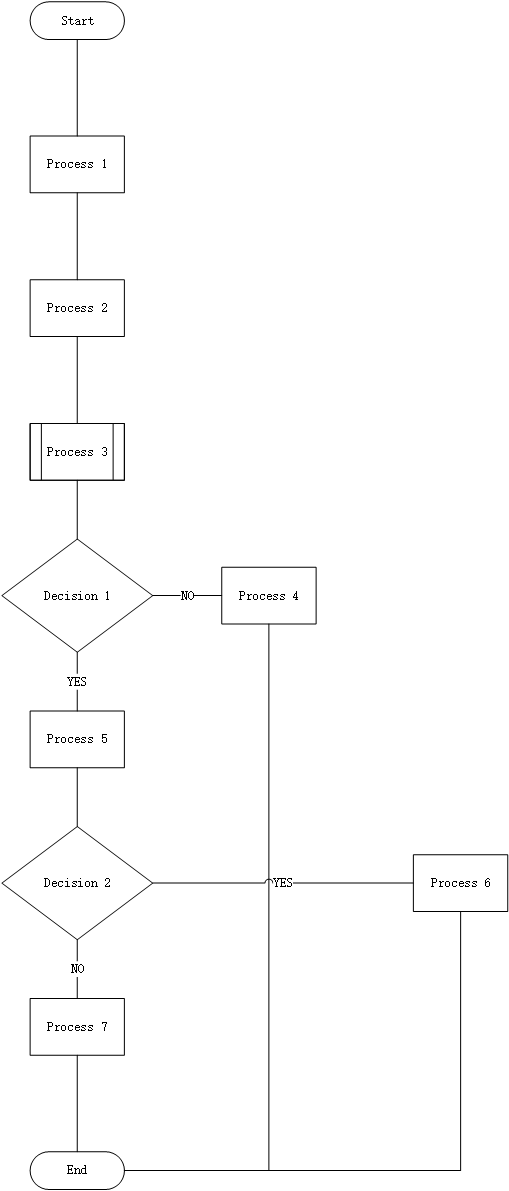 Start
Process 1
Process 2
Process 3
Decision 1
NO
Process 4
YES
Process 5
Decision 2
YES
Process 6
NO
Process 7
End